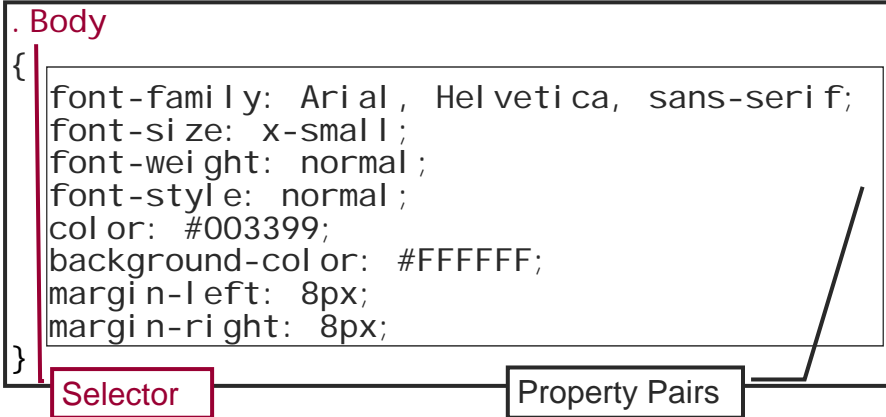 . Body
{
font-family: Arial, Helvetica, sans-serif;
font-size: x-small;
font-weight: normal;
font-style: normal;
color: #003399;
background-color: #FFFFFF;
margin-left: 8px;
margin-right: 8px;
}
Selector
Property Pairs